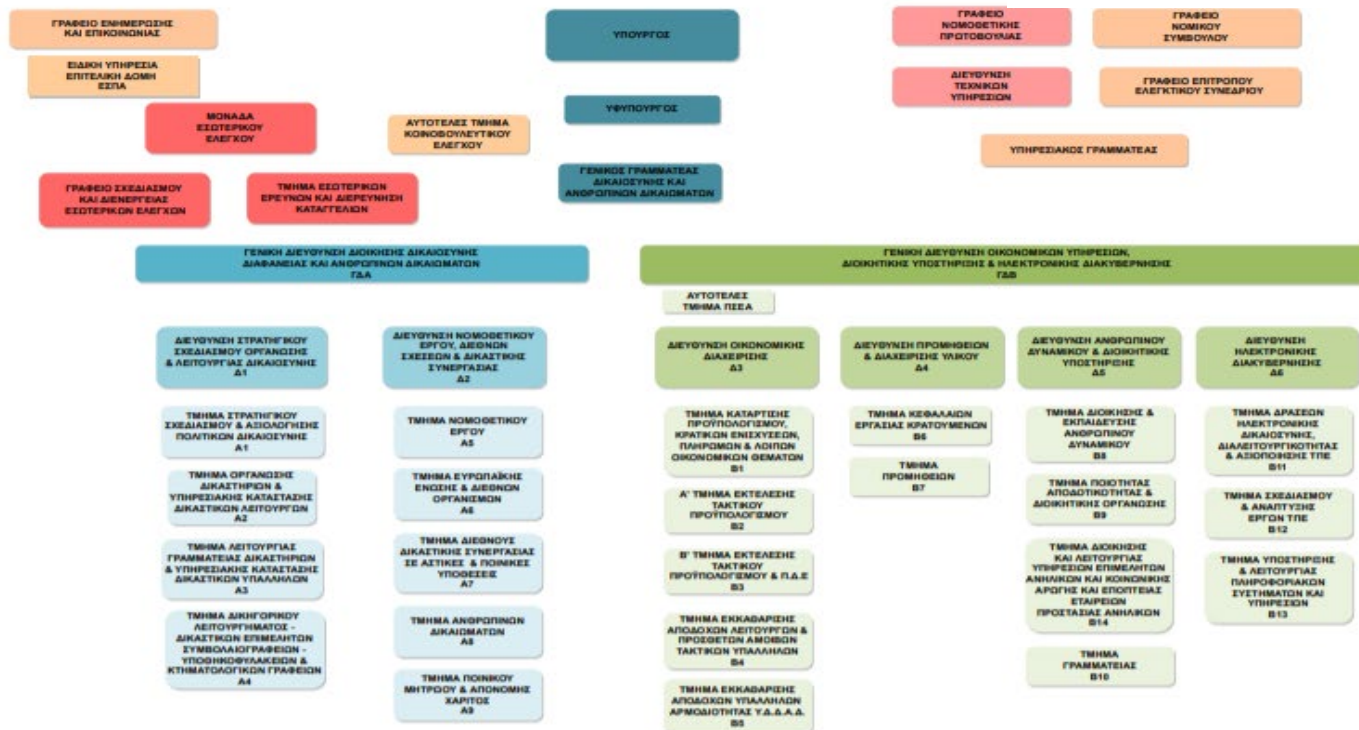 ΓΡΑΦΕΙΟ ΕΝΗΜΕΡΩΣΗΣ
ΚΑΙ ΕΠΙΚΟΙΝΩΝΙΑΣ
ΕΙΔΙΚΗ ΥΠΗΡΕΣΙΑ
ΕΠΙΤΕΛΙΚΗ ΔΟΜΗ
ΕΣΠΑ
ΜΟΝΑΔΑ
ΕΣΩΤΕΡΙΚΟΥ
ΕΛΕΓΧΟΥ
ΑΥΤΟΤΕΛΕΣ ΤΜΗΜΑ
ΚΟΙΝΟΒΟΥΛΕΥΤΙΚΟΥ
ΕΛΕΓΧΟΥ
ΓΡΑΦΕΙΟ ΣΧΕΔΙΑΣΜΟΥ
ΚΑΙ ΔΙΕΝΕΡΓΕΙΑΣ
ΕΣΩΤΕΡΙΚΩΝ ΕΛΕΓΧΩΝ
ΤΜΗΜΑ ΕΣΩΤΕΡΙΚΩΝ
ΕΡΕΥΝΩΝ ΚΑΙ ΔΙΕΡΕΥΝΗΣΗ
ΚΑΤΑΓΓΕΛΙΩΝ
ΥΠΟΥΡΓΟΣ
ΥΦΥΠΟΥΡΓΟΣ
ΓΕΝΙΚΟΣ ΓΡΑΜΜΑΤΕΑΣ
ΔΙΚΑΙΟΣΥΝΗΣ ΚΑΙ
ΑΝΘΡΩΠΙΝΩΝ ΔΙΚΑΙΩΜΑΤΩΝ
ΓΡΑΦΕΙΟ
ΝΟΜΟΘΕΤΙΚΗΣ
ΠΡΩΤΟΒΟΥΛΙΑΣ
ΓΡΑΦΕΙΟ
ΝΟΜΙΚΟΥ
ΣΥΜΒΟΥΛΟΥ
ΔΙΕΥΘΥΝΣΗ
ΤΕΧΝΙΚΩΝ
ΥΠΗΡΕΣΙΩΝ
ΓΡΑΦΕΙΟ ΕΠΙΤΡΟΠΟΥ
ΕΛΕΓΚΤΙΚΟΥ ΣΥΝΕΔΡΙΟΥ
ΥΠΗΡΕΣΙΑΚΟΣ ΓΡΑΜΜΑΤΕΑΣ
ΓΕΝΙΚΗ ΔΙΕΥΘΥΝΣΗ ΔΙΟΙΚΗΣΗΣ ΔΙΚΑΙΟΣΥΝΗΣ
ΔΙΑΦΑΝΕΙΑΣ ΚΑΙ ΑΝΘΡΩΠΙΝΩΝ ΔΙΚΑΙΩΜΑΤΩΝ
ΓΔΑ
ΔΙΕΥΘΥΝΣΗ ΣΤΡΑΤΗΓΙΚΟΥ
ΣΧΕΔΙΑΣΜΟΥ ΟΡΓΑΝΩΣΗΣ
& ΛΕΙΤΟΥΡΓΙΑΣ ΔΙΚΑΙΟΣΥΝΗΣ
Δ1
ΤΜΗΜΑ ΣΤΡΑΤΗΓΙΚΟΥ
ΣΧΕΔΙΑΣΜΟΥ & ΑΞΙΟΛΟΓΗΣΗΣ
ΠΟΛΙΤΙΚΩΝ ΔΙΚΑΙΟΣΥΝΗΣ
Α1
ΤΜΗΜΑ ΟΡΓΑΝΩΣΗΣ
ΔΙΚΑΣΤΗΡΙΩΝ &
ΥΠΗΡΕΣΙΑΚΗΣ ΚΑΤΑΣΤΑΣΗΣ
ΔΙΚΑΣΤΙΚΩΝ ΛΕΙΤΟΥΡΓΩΝ
Α2
ΤΜΗΜΑ ΛΕΙΤΟΥΡΓΙΑΣ
ΓΡΑΜΜΑΤΕΙΑΣ ΔΙΚΑΣΤΗΡΙΩΝ
& ΥΠΗΡΕΣΙΑΚΗΣ ΚΑΤΑΣΤΑΣΗΣ
ΔΙΚΑΣΤΙΚΩΝ ΥΠΑΛΛΗΛΩΝ
Α3
ΤΜΗΜΑ ΔΙΚΗΓΟΡΙΚΟΥ
ΛΕΙΤΟΥΡΓΗΜΑΤΟΣ -
ΔΙΚΑΣΤΙΚΩΝ ΕΠΙΜΕΛΗΤΩΝ
ΣΥΜΒΟΛΑΙΟΓΡΑΦΕΙΩΝ -
ΥΠΟΘΗΚΟΦΥΛΑΚΕΙΩΝ &
ΚΤΗΜΑΤΟΛΟΓΙΚΩΝ ΓΡΑΦΕΙΩΝ
Α4
ΔΙΕΥΘΥΝΣΗ ΝΟΜΟΘΕΤΙΚΟΥ
ΕΡΓΟΥ, ΔΙΕΘΝΩΝ
ΣΧΕΣΕΩΝ & ΔΙΚΑΣΤΙΚΗΣ
ΣΥΝΕΡΓΑΣΙΑΣ
Δ2
ΤΜΗΜΑ ΝΟΜΟΘΕΤΙΚΟΥ
ΕΡΓΟΥ
Α5
ΤΜΗΜΑ ΕΥΡΩΠΑΪΚΗΣ
ΕΝΩΣΗΣ & ΔΙΕΘΝΩΝ
ΟΡΓΑΝΙΣΜΩΝ
Α6
ΤΜΗΜΑ ΔΙΕΘΝΟΥΣ
ΔΙΚΑΣΤΙΚΗΣ ΣΥΝΕΡΓΑΣΙΑΣ
ΣΕ ΑΣΤΙΚΕΣ & ΠΟΙΝΙΚΕΣ
ΥΠΟΘΕΣΕΙΣ
Α7
ΤΜΗΜΑ ΑΝΘΡΩΠΙΝΩΝ
ΔΙΚΑΙΩΜΑΤΩΝ
Α8
ΤΜΗΜΑ ΠΟΙΝΙΚΟΥ
ΜΗΤΡΩΟΥ & ΑΠΟΝΟΜΗΣ
ΧΑΡΙΤΟΣ
Α9
ΓΕΝΙΚΗ ΔΙΕΥΘΥΝΣΗ ΟΙΚΟΝΟΜΙΚΩΝ ΥΠΗΡΕΣΙΩΝ,
ΔΙΟΙΚΗΤΙΚΗΣ ΥΠΟΣΤΗΡΙΞΗΣ & ΗΛΕΚΤΡΟΝΙΚΗΣ ΔΙΑΚΥΒΕΡΝΗΣΗΣ
ΓΔΒ
ΑΥΤΟΤΕΛΕΣ
ΤΜΗΜΑ ΠΣΕΑ
ΔΙΕΥΘΥΝΣΗ ΟΙΚΟΝΟΜΙΚΗΣ
ΔΙΑΧΕΙΡΙΣΗΣ
Δ3
ΤΜΗΜΑ ΚΑΤΑΡΤΙΣΗΣ
ΠΡΟΫΠΟΛΟΓΙΣΜΟΥ,
ΚΡΑΤΙΚΩΝ ΕΝΙΣΧΥΣΕΩΝ,
ΠΛΗΡΩΜΩΝ & ΛΟΙΠΩΝ
ΟΙΚΟΝΟΜΙΚΩΝ ΘΕΜΑΤΩΝ
Β1
Α' ΤΜΗΜΑ ΕΚΤΕΛΕΣΗΣ
ΤΑΚΤΙΚΟΥ
ΠΡΟΫΠΟΛΟΓΙΣΜΟΥ
Β2
Β' ΤΜΗΜΑ ΕΚΤΕΛΕΣΗΣ
ΤΑΚΤΙΚΟΥ
ΠΡΟΫΠΟΛΟΓΙΣΜΟΥ & Π.Δ.Ε
Β3
ΤΜΗΜΑ ΕΚΚΑΘΑΡΙΣΗΣ
ΑΠΟΔΟΧΩΝ ΛΕΙΤΟΥΡΓΩΝ &
ΠΡΟΣΘΕΤΩΝ ΑΜΟΙΒΩΝ
ΤΑΚΤΙΚΩΝ ΥΠΑΛΛΗΛΩΝ
Β4
ΤΜΗΜΑ ΕΚΚΑΘΑΡΙΣΗΣ
ΑΠΟΔΟΧΩΝ ΥΠΑΛΛΗΛΩΝ
ΑΡΜΟΔΙΟΤΗΤΑΣ Υ.Δ.Δ.Α.Δ.
Β5
ΔΙΕΥΘΥΝΣΗ ΠΡΟΜΗΘΕΙΩΝ
& ΔΙΑΧΕΙΡΙΣΗΣ ΥΛΙΚΟΥ
Δ4
ΤΜΗΜΑ ΚΕΦΑΛΑΙΩΝ
ΕΡΓΑΣΙΑΣ ΚΡΑΤΟΥΜΕΝΩΝ
Β6
ΤΜΗΜΑ
ΠΡΟΜΗΘΕΙΩΝ
Β7
ΔΙΕΥΘΥΝΣΗ ΑΝΘΡΩΠΙΝΟΥ
ΔΥΝΑΜΙΚΟΥ & ΔΙΟΙΚΗΤΙΚΗΣ
ΥΠΟΣΤΗΡΙΞΗΣ
Δ5
ΤΜΗΜΑ ΔΙΟΙΚΗΣΗΣ &
ΕΚΠΑΙΔΕΥΣΗΣ
ΑΝΘΡΩΠΙΝΟΥ
ΔΥΝΑΜΙΚΟΥ
Β8
ΤΜΗΜΑ ΠΟΙΟΤΗΤΑΣ
ΑΠΟΔΟΤΙΚΟΤΗΤΑΣ &
ΔΙΟΙΚΗΤΙΚΗΣ ΟΡΓΑΝΩΣΗΣ
Β9
ΤΜΗΜΑ ΔΙΟΙΚΗΣΗΣ
ΚΑΙ ΛΕΙΤΟΥΡΓΙΑΣ
ΥΠΗΡΕΣΙΩΝ ΕΠΙΜΕΛΗΤΩΝ
ΑΝΗΛΙΚΩΝ ΚΑΙ ΚΟΙΝΩΝΙΚΗΣ
ΑΡΩΓΗΣ ΚΑΙ ΕΠΟΠΤΕΙΑΣ
ΕΤΑΙΡΕΙΩΝ
ΠΡΟΣΤΑΣΙΑΣ ΑΝΗΛΙΚΩΝ
Β14
ΤΜΗΜΑ
ΓΡΑΜΜΑΤΕΙΑΣ
Β10
ΔΙΕΥΘΥΝΣΗ
ΗΛΕΚΤΡΟΝΙΚΗΣ
ΔΙΑΚΥΒΕΡΝΗΣΗΣ
Δ6
ΤΜΗΜΑ ΔΡΑΣΕΩΝ
ΗΛΕΚΤΡΟΝΙΚΗΣ
ΔΙΚΑΙΟΣΥΝΗΣ,
ΔΙΑΛΕΙΤΟΥΡΓΙΚΟΤΗΤΑΣ
& ΑΞΙΟΠΟΙΗΣΗΣ ΤΠΕ
Β11
ΤΜΗΜΑ ΣΧΕΔΙΑΣΜΟΥ
& ΑΝΑΠΤΥΞΗΣ
ΕΡΓΩΝ ΤΠΕ
Β12
ΤΜΗΜΑ ΥΠΟΣΤΗΡΙΞΗΣ
& ΛΕΙΤΟΥΡΓΙΑΣ
ΠΛΗΡΟΦΟΡΙΑΚΩΝ
ΣΥΣΤΗΜΑΤΩΝ ΚΑΙ
ΥΠΗΡΕΣΙΩΝ
Β13